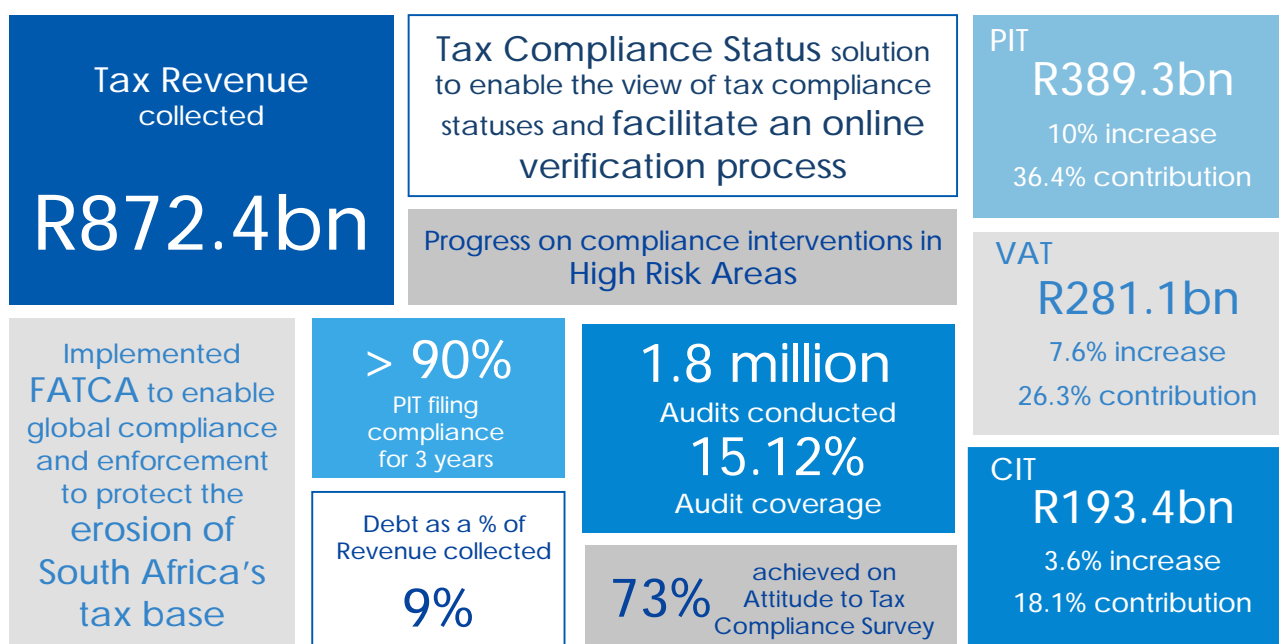 Tax Revenue
collected
R872.4bn
Tax Compliance Status solution
to enable the view of tax compliance
statuses and facilitate an online
verification process
Progress on compliance interventions in
High Risk Areas
PIT
R389.3bn
10% increase
36.4% contribution
VAT
R281.1bn
7.6% increase
26.3% contribution
CIT
R193.4bn
3.6% increase
18.1% contribution
Implemented
FATCA to enable
global compliance
and enforcement
to protect the
erosion of
South Africa's
tax base
> 90%
PIT filing
compliance
for 3 years
Debt as a % of
Revenue collected
9%
1.8 million
Audits conducted
15.12%
Audit coverage
73% achieved on
Attitude to Tax
Compliance Survey